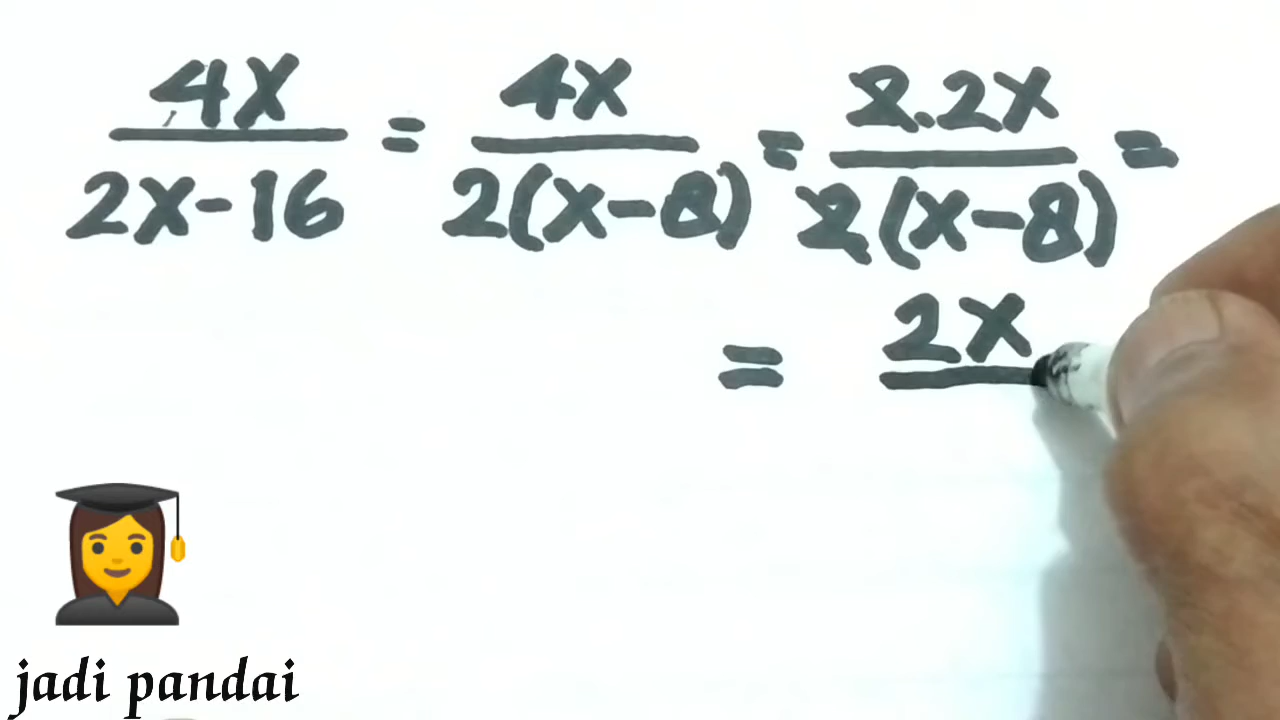 4x/2x-16 = 4x/2(x-8) = 2.2x/2(x-8) =
= 2x
jadi pandai